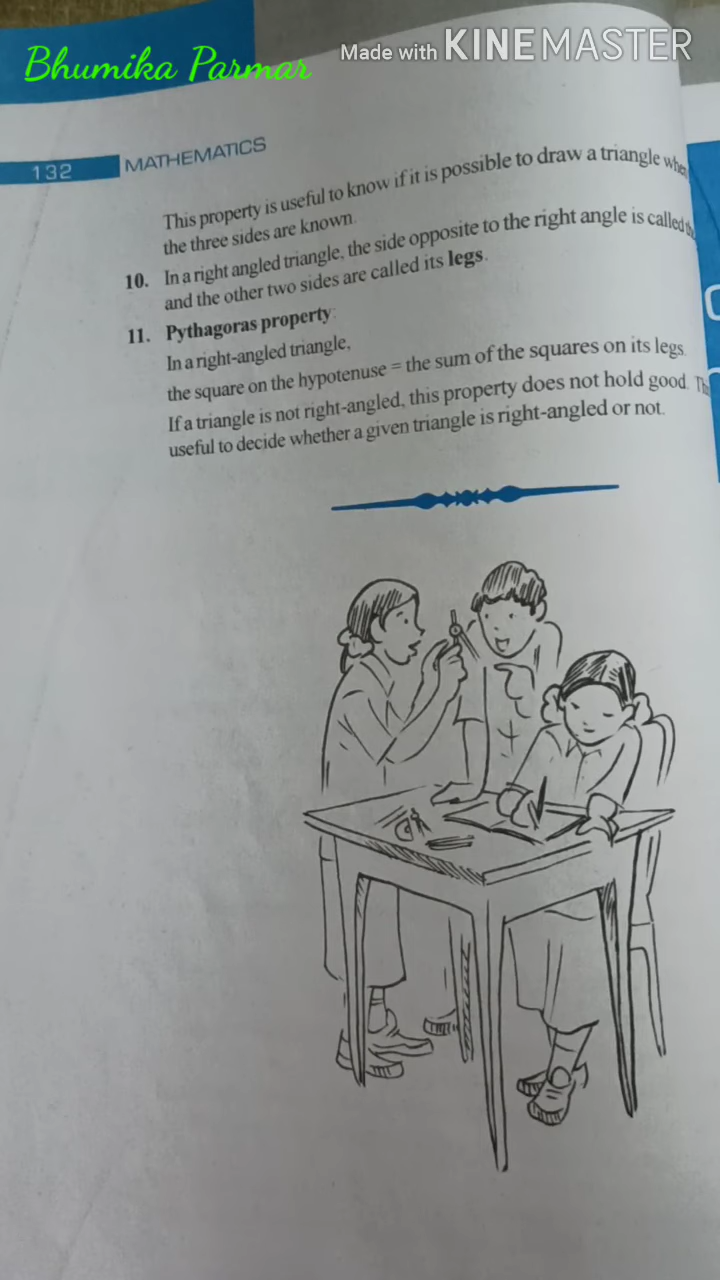 Bhumika Parmar
Made with KINEMASTER
132 MATHEMATICS
This property is useful to know if it is possible to draw a triangle when
the three sides are known.
10. In a right angled triangle, the side opposite to the right angle is called
and the other two sides are called its legs.
11. Pythagoras property:
In a right-angled triangle,
the square on the hypotenuse = the sum of the squares on its legs.
If a triangle is not right-angled, this property does not hold good.
useful to decide whether a given triangle is right-angled or not.